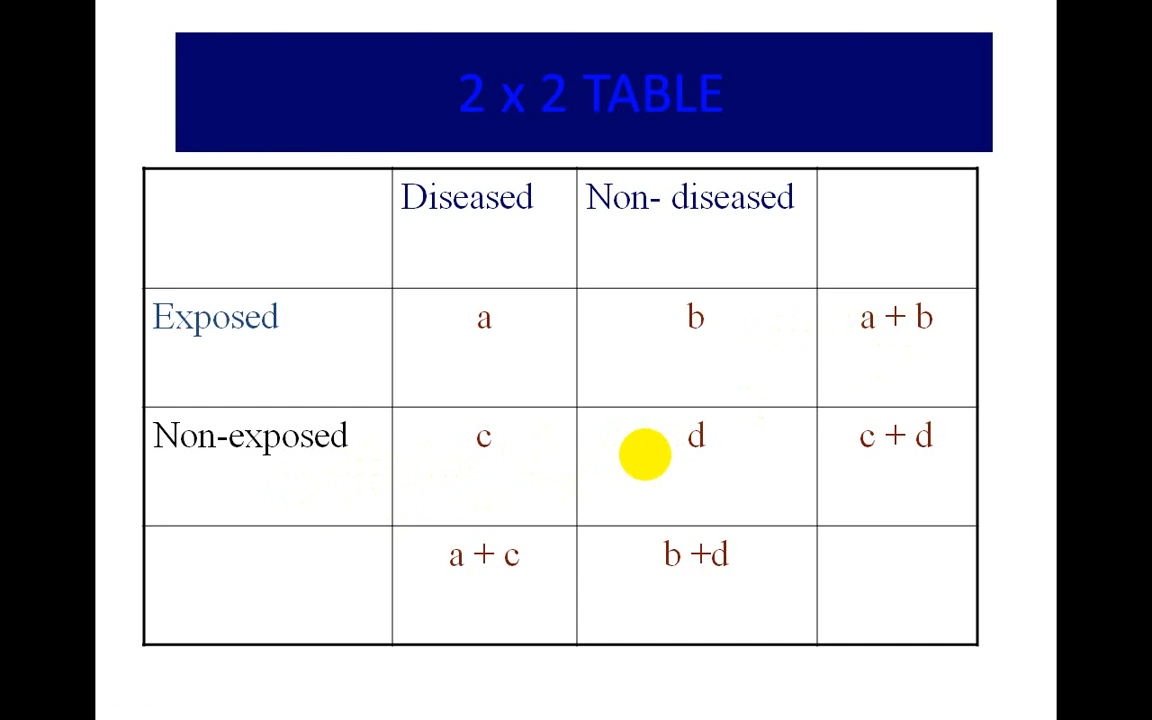 2 x 2 TABLE
Diseased Non- diseased
Exposed a b a + b
Non-exposed c d c + d
a + c b +d